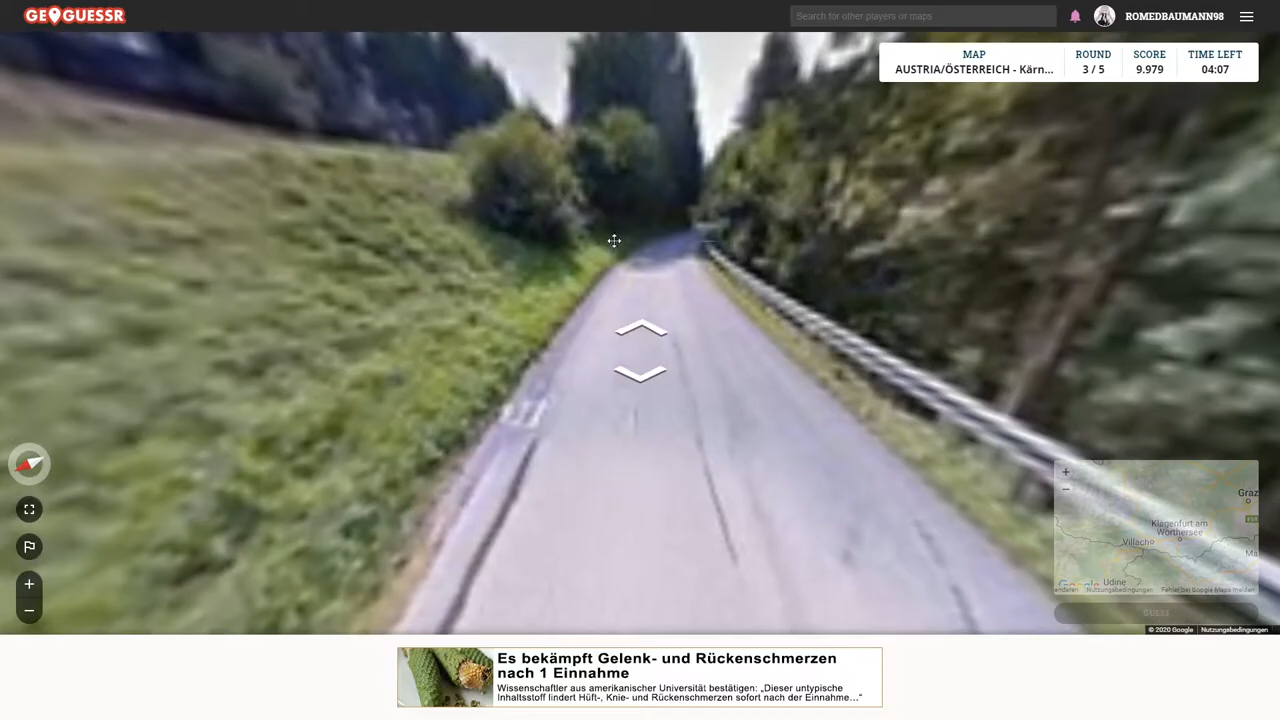 GEOGUESSR
Search for other players or maps
ROMEDBAUMANN98
MAP
AUSTRIA/ÖSTERREICH - Kärn...
ROUND
3 / 5
SCORE
9.979
TIME LEFT
04:07
+
−
Graz
Klagenfurt am
Wörthersee
Villach
Ma
Udine
Google
Nutzungsbedingungen
Fehler bei Google Maps melden
GUESS
+
−
© 2020 Google
Nutzungsbedingungen
Es bekämpft Gelenk- und Rückenschmerzen
nach 1 Einnahme
Wissenschaftler aus amerikanischer Universität bestätigen: „Dieser untypische
Inhaltsstoff lindert Hüft-, Knie- und Rückenschmerzen sofort nach der Einnahme...“